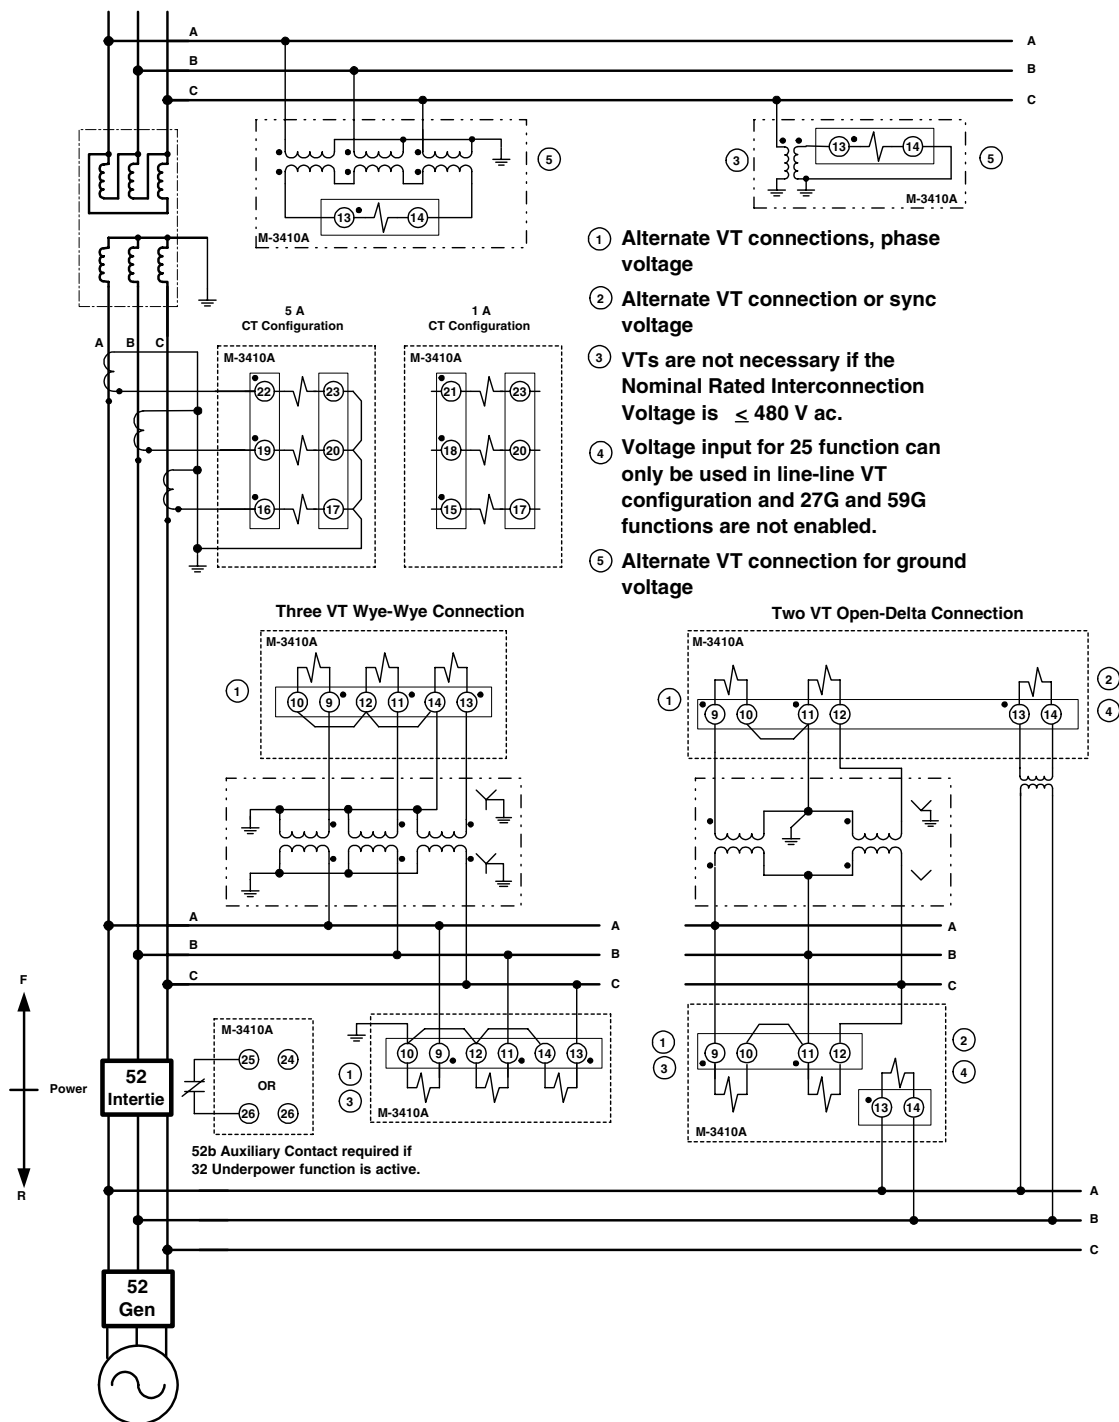 A
A
B
B
C
C
5
3
13
14
5
M-3410A
13
14
M-3410A
1 Alternate VT connections, phase
voltage
2 Alternate VT connection or sync
voltage
3 VTs are not necessary if the
Nominal Rated Interconnection
Voltage is ≤ 480 V ac.
4 Voltage input for 25 function can
only be used in line-line VT
configuration and 27G and 59G
functions are not enabled.
5 Alternate VT connection for ground
voltage
5 A
CT Configuration
1 A
CT Configuration
A B C
M-3410A
22 23
19 20
16 17
M-3410A
21 23
18 20
15 17
Three VT Wye-Wye Connection
M-3410A
1
10 9 12 11 14 13
Two VT Open-Delta Connection
M-3410A
1
9 10 11 12 13 14
2
4
A
A
A
B
B
B
C
C
C
F
Power
R
52
Intertie
M-3410A
25 24
OR
26 26
52b Auxiliary Contact required if
32 Underpower function is active.
1
3
10 9 12 11 14 13
M-3410A
1
3
9 10 11 12
2
4
13 14
M-3410A
A
B
C
52
Gen